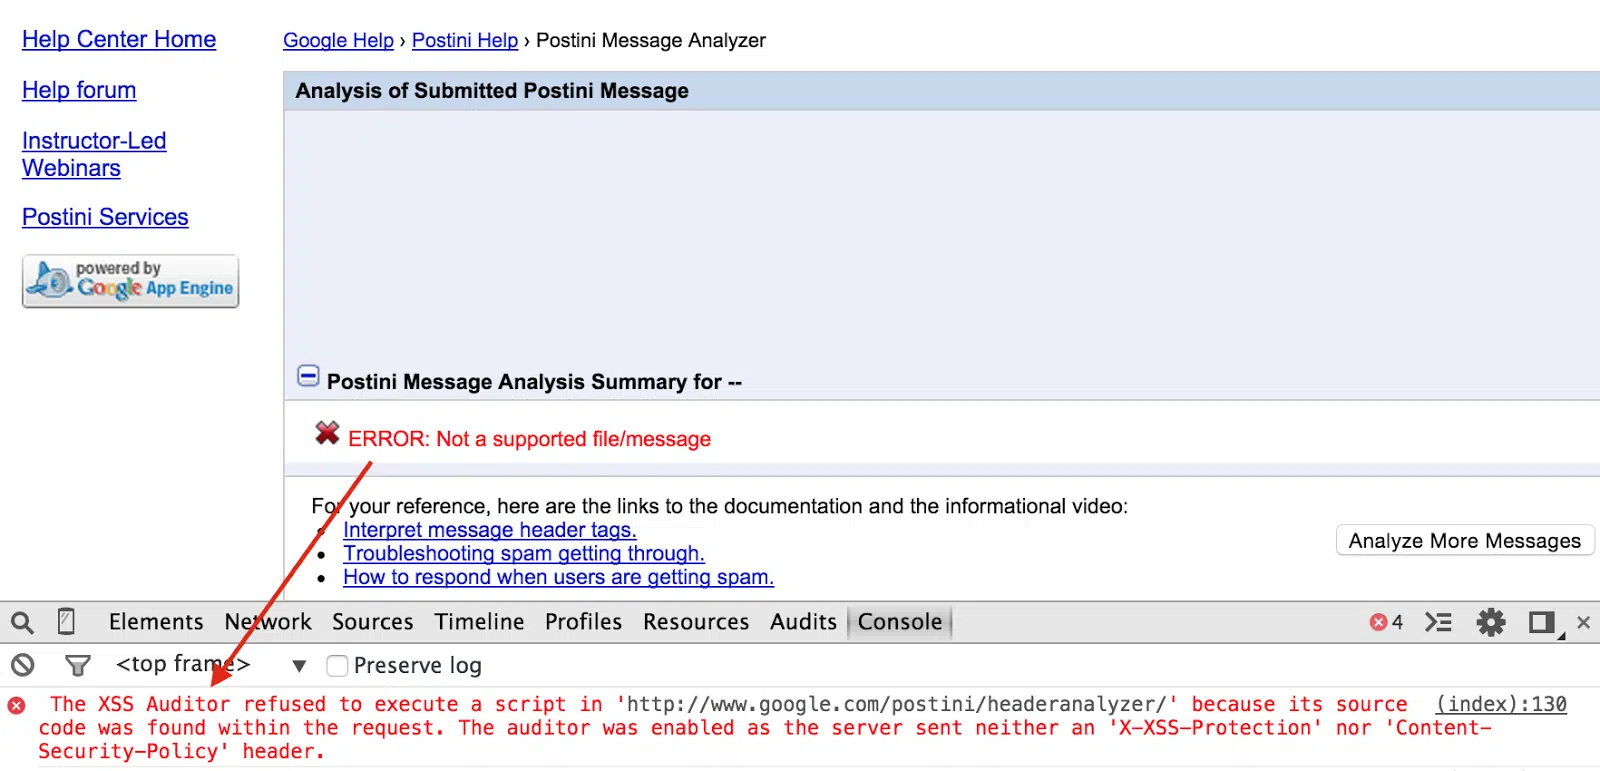 Help Center Home
Help forum
Instructor-Led
Webinars
Postini Services
powered by
Google App Engine
Google Help › Postini Help › Postini Message Analyzer
Analysis of Submitted Postini Message
Postini Message Analysis Summary for --
ERROR: Not a supported file/message
For your reference, here are the links to the documentation and the informational video:
Interpret message header tags.
Troubleshooting spam getting through.
How to respond when users are getting spam.
Analyze More Messages
Elements Network Sources Timeline Profiles Resources Audits Console 4
<top frame> ▼ Preserve log
The XSS Auditor refused to execute a script in 'http://www.google.com/postini/headeranalyzer/' because its source (index):130
code was found within the request. The auditor was enabled as the server sent neither an 'X-XSS-Protection' nor 'Content-
Security-Policy' header.